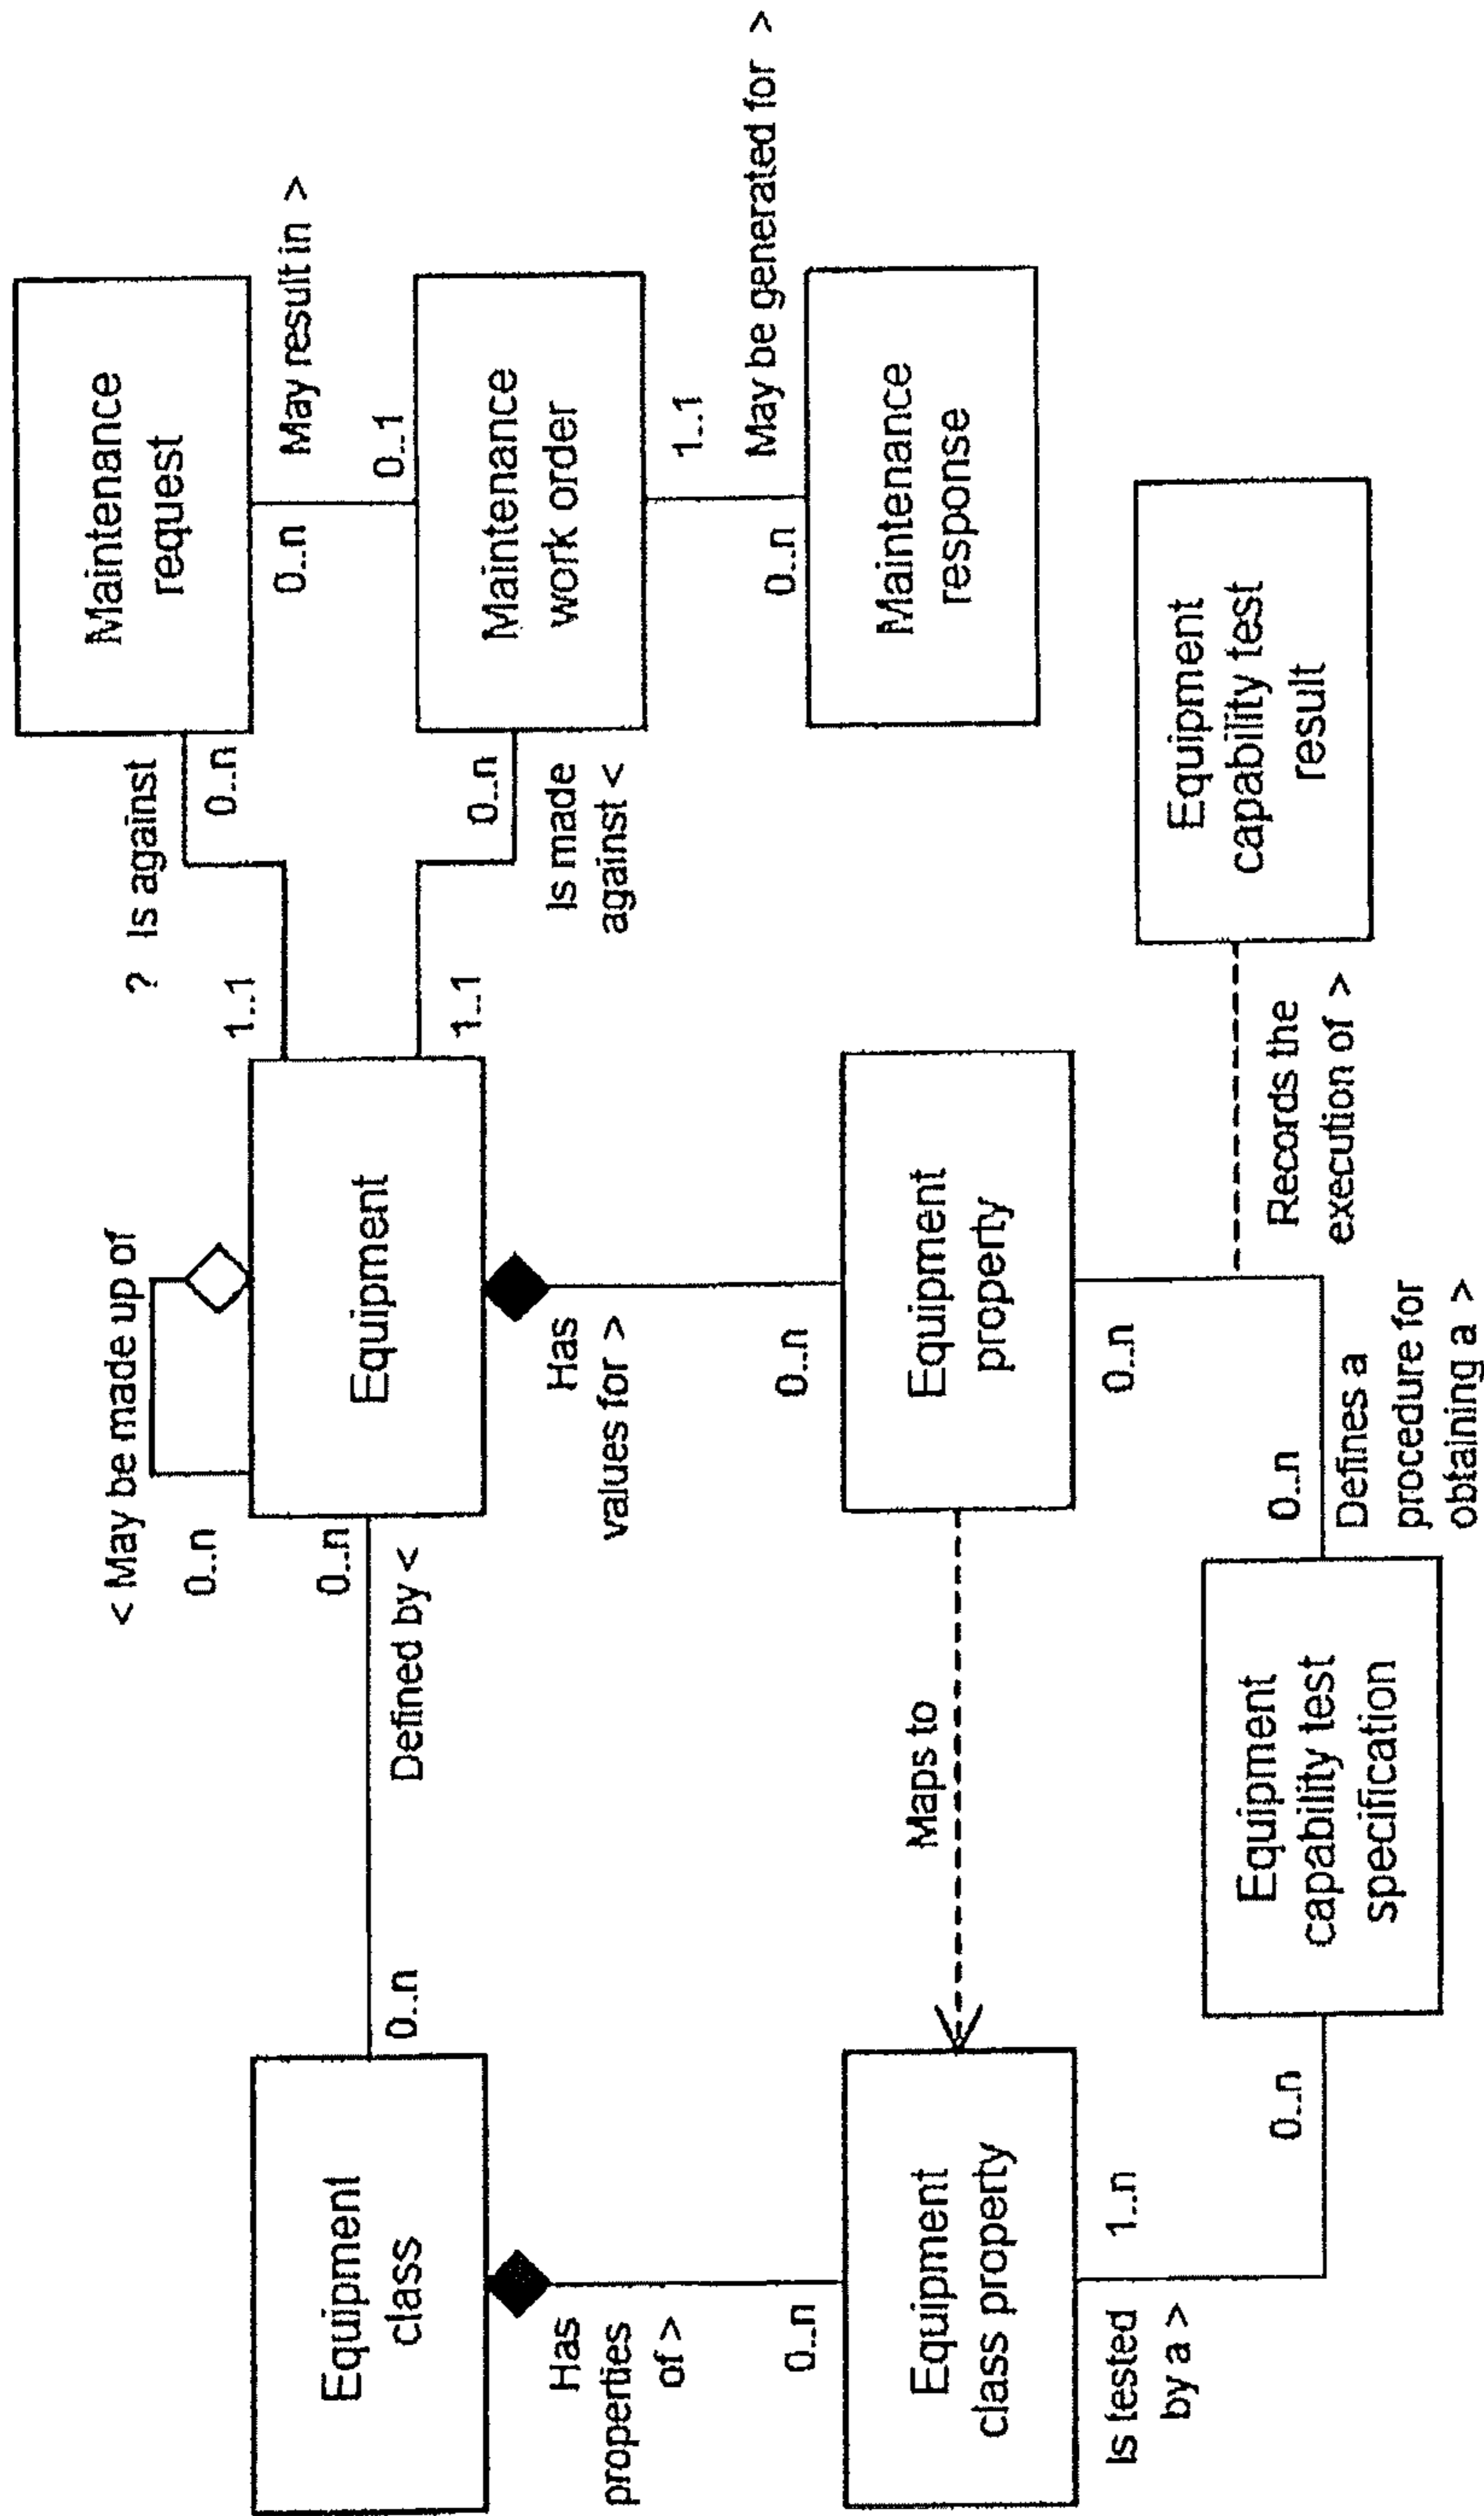 < May be made up of
0..n
? Is against
Maintenance
request
0..n
1..1
0..n
May result in >
Equipment
class
0..n
Defined by <
0..n
Equipment
1..1
0..n
Is made
against <
0..1
Maintenance
work order
Has
properties
of >
0..n
Has
values for >
0..n
1..1
0..n
May be generated for >
Maintenance
response
Equipment
class property
Maps to
Equipment
property
Is tested
by a >
1..n
0..n
0..n
0..n
Equipment
capability test
specification
Defines a
procedure for
obtaining a >
Records the
execution of >
Equipment
capability test
result